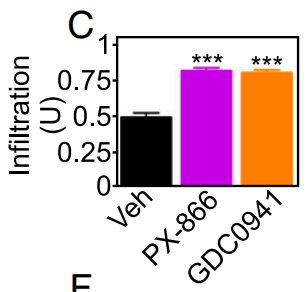 C
Infiltration
(U)
1
0.75
0.5
0.25
0
***
***
Veh
PX-866
GDC0941